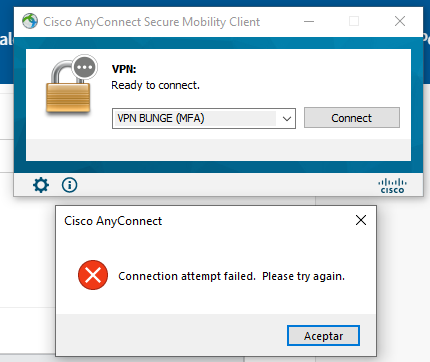 Cisco AnyConnect Secure Mobility Client
VPN:
Ready to connect.
VPN BUNGE (MFA)
Connect
CISCO
Cisco AnyConnect
Connection attempt failed. Please try again.
Aceptar